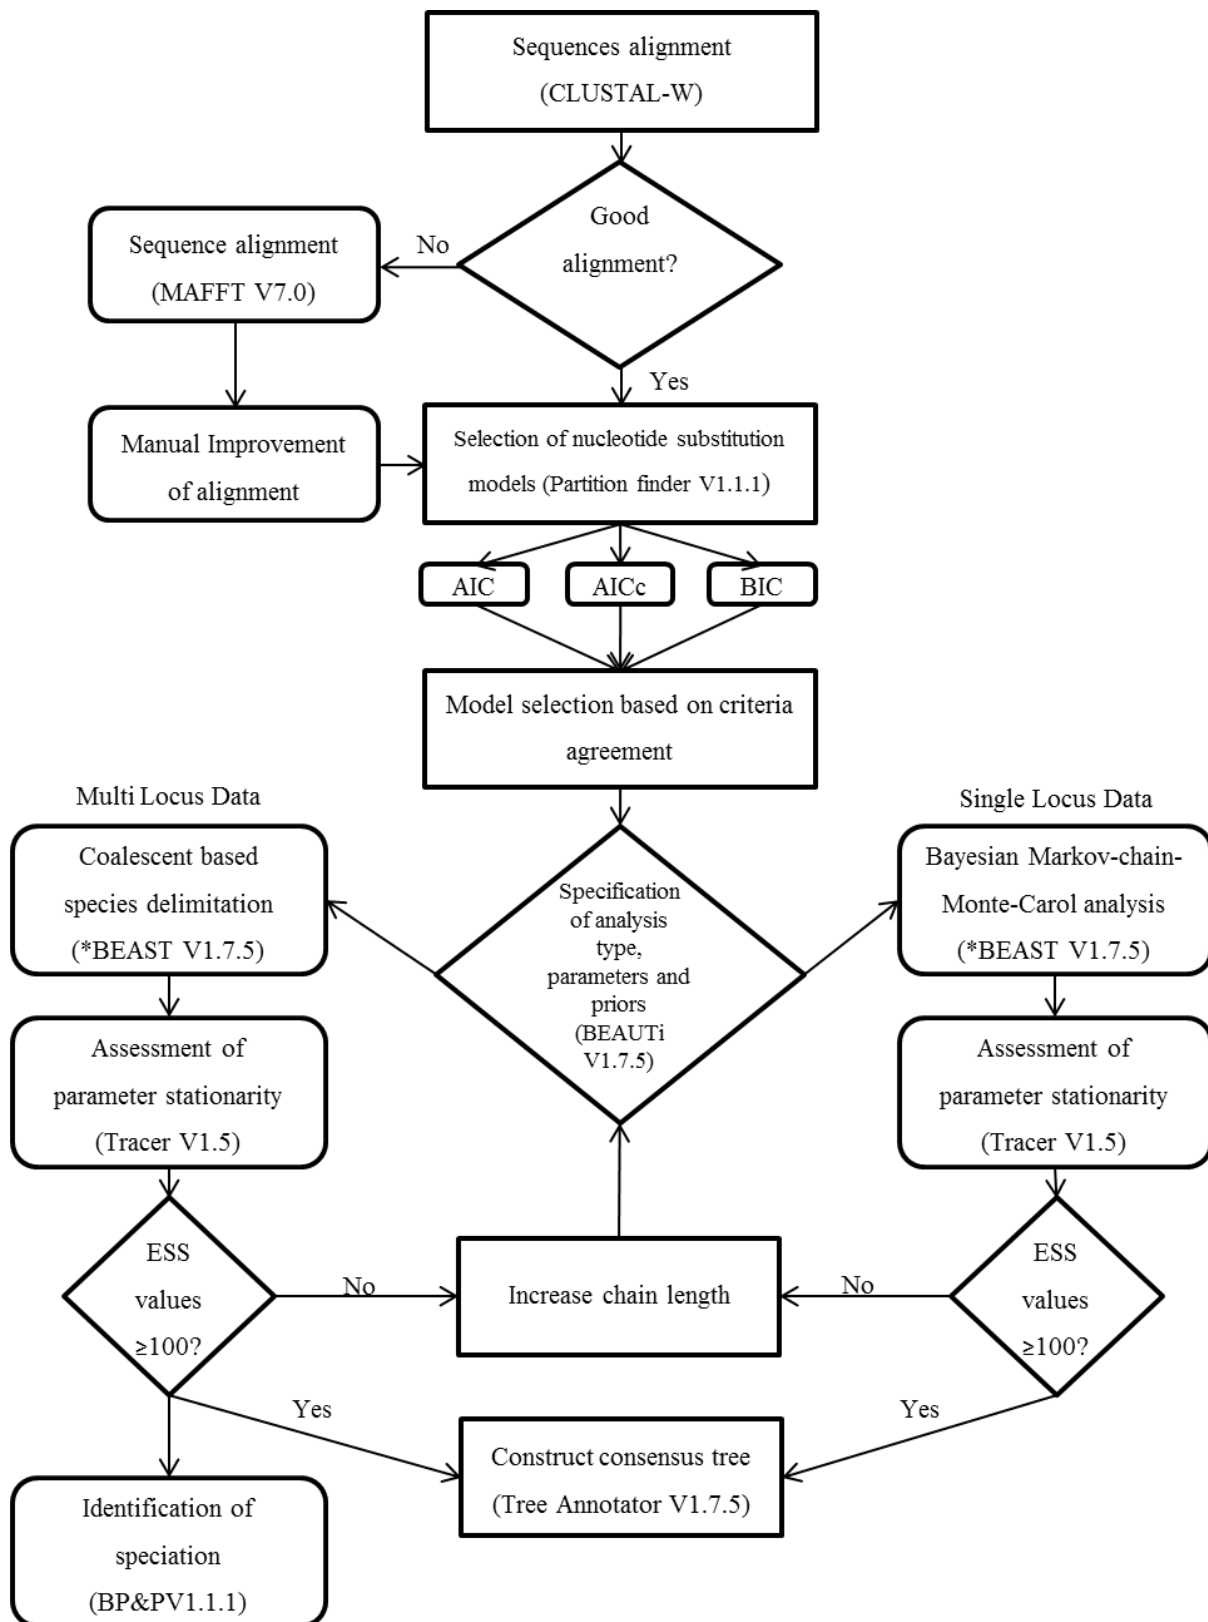 Sequences alignment
(CLUSTAL-W)
Good
alignment?
No
Sequence alignment
(MAFFT V7.0)
Yes
Manual Improvement
of alignment
Selection of nucleotide substitution
models (Partition finder V1.1.1)
AIC
AICc
BIC
Model selection based on criteria
agreement
Multi Locus Data
Single Locus Data
Coalescent based
species delimitation
(*BEAST V1.7.5)
Specification
of analysis
type,
parameters and
priors
(BEAUTi
V1.7.5)
Bayesian Markov-chain-
Monte-Carol analysis
(*BEAST V1.7.5)
Assessment of
parameter stationarity
(Tracer V1.5)
Assessment of
parameter stationarity
(Tracer V1.5)
ESS
values
≥100?
No
Increase chain length
No
ESS
values
≥100?
Yes
Yes
Construct consensus tree
(Tree Annotator V1.7.5)
Identification of
speciation
(BP&PV1.1.1)